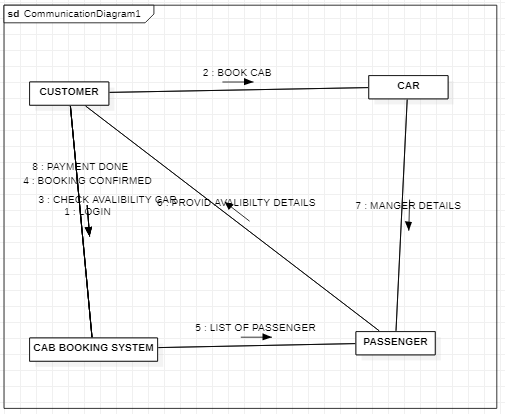 sd CommunicationDiagram1
2 : BOOK CAB
CUSTOMER
CAR
8 : PAYMENT DONE
4 : BOOKING CONFIRMED
3 : CHECK AVALIBILITY CAR
6 : PROVID AVALIBILTY DETAILS
7 : MANGER DETAILS
1 : LOGIN
5 : LIST OF PASSENGER
CAB BOOKING SYSTEM
PASSENGER